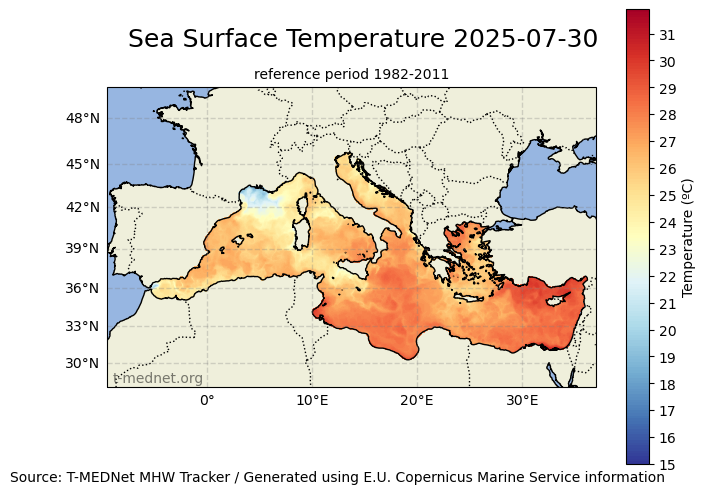 Sea Surface Temperature 2025-07-30
reference period 1982-2011
48°N
45°N
42°N
39°N
36°N
33°N
30°N
t-mednet.org
0°
10°E
20°E
30°E
31
30
29
28
27
26
25
24
23
22
21
20
19
18
17
16
15
Temperature (ºC)
Source: T-MEDNet MHW Tracker / Generated using E.U. Copernicus Marine Service information